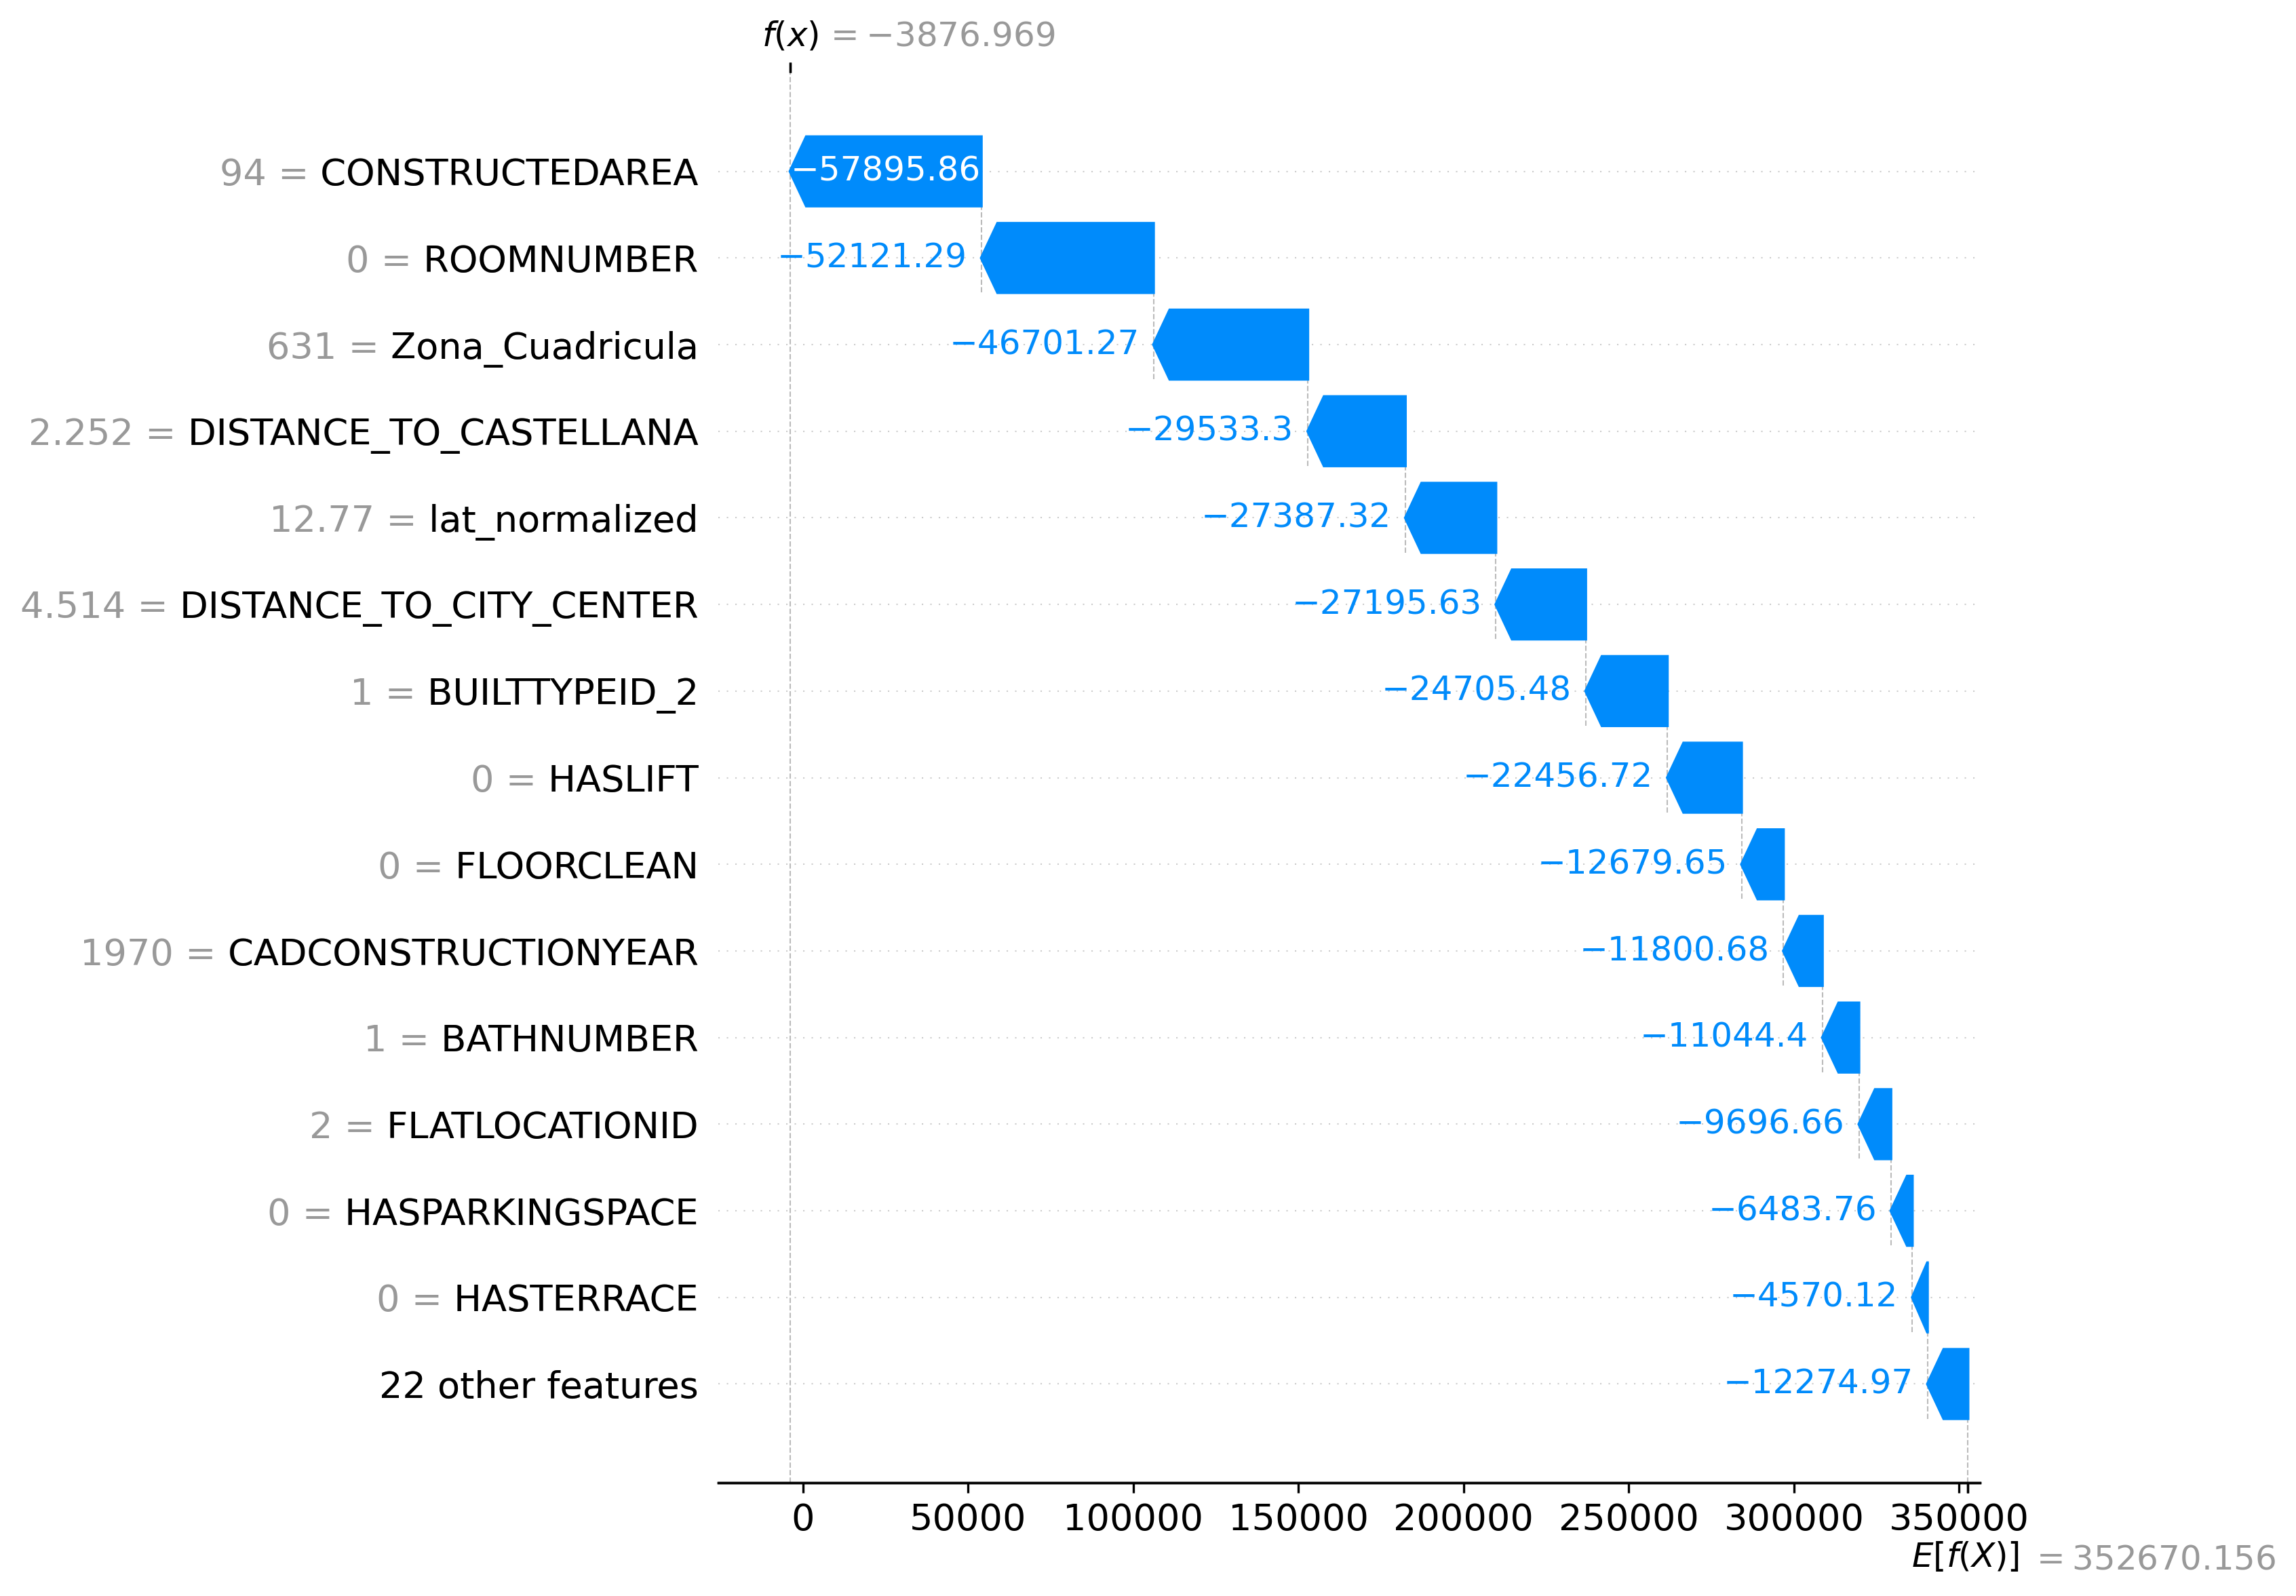 f(x) = −3876.969
94 = CONSTRUCTEDAREA −57895.86
0 = ROOMNUMBER −52121.29
631 = Zona_Cuadricula −46701.27
2.252 = DISTANCE_TO_CASTELLANA −29533.3
12.77 = lat_normalized −27387.32
4.514 = DISTANCE_TO_CITY_CENTER −27195.63
1 = BUILTTYPEID_2 −24705.48
0 = HASLIFT −22456.72
0 = FLOORCLEAN −12679.65
1970 = CADCONSTRUCTIONYEAR −11800.68
1 = BATHNUMBER −11044.4
2 = FLATLOCATIONID −9696.66
0 = HASPARKINGSPACE −6483.76
0 = HASTERRACE −4570.12
22 other features −12274.97
0 50000 100000 150000 200000 250000 300000 350000
E[f(X)] = 352670.156